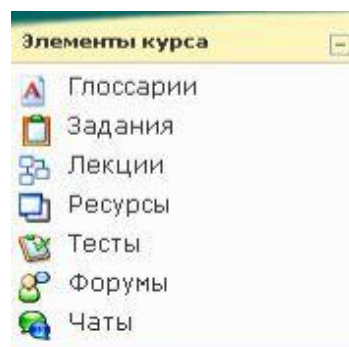 Элементы курса
Глоссарии
Задания
Лекции
Ресурсы
Тесты
Форумы
Чаты